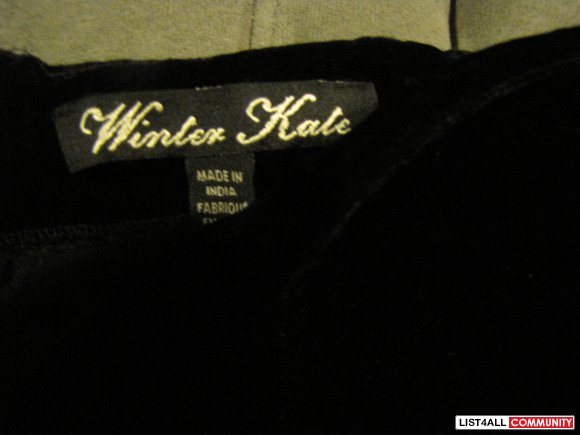 Winter Kate
MADE IN
INDIA
LIST4ALL COMMUNITY